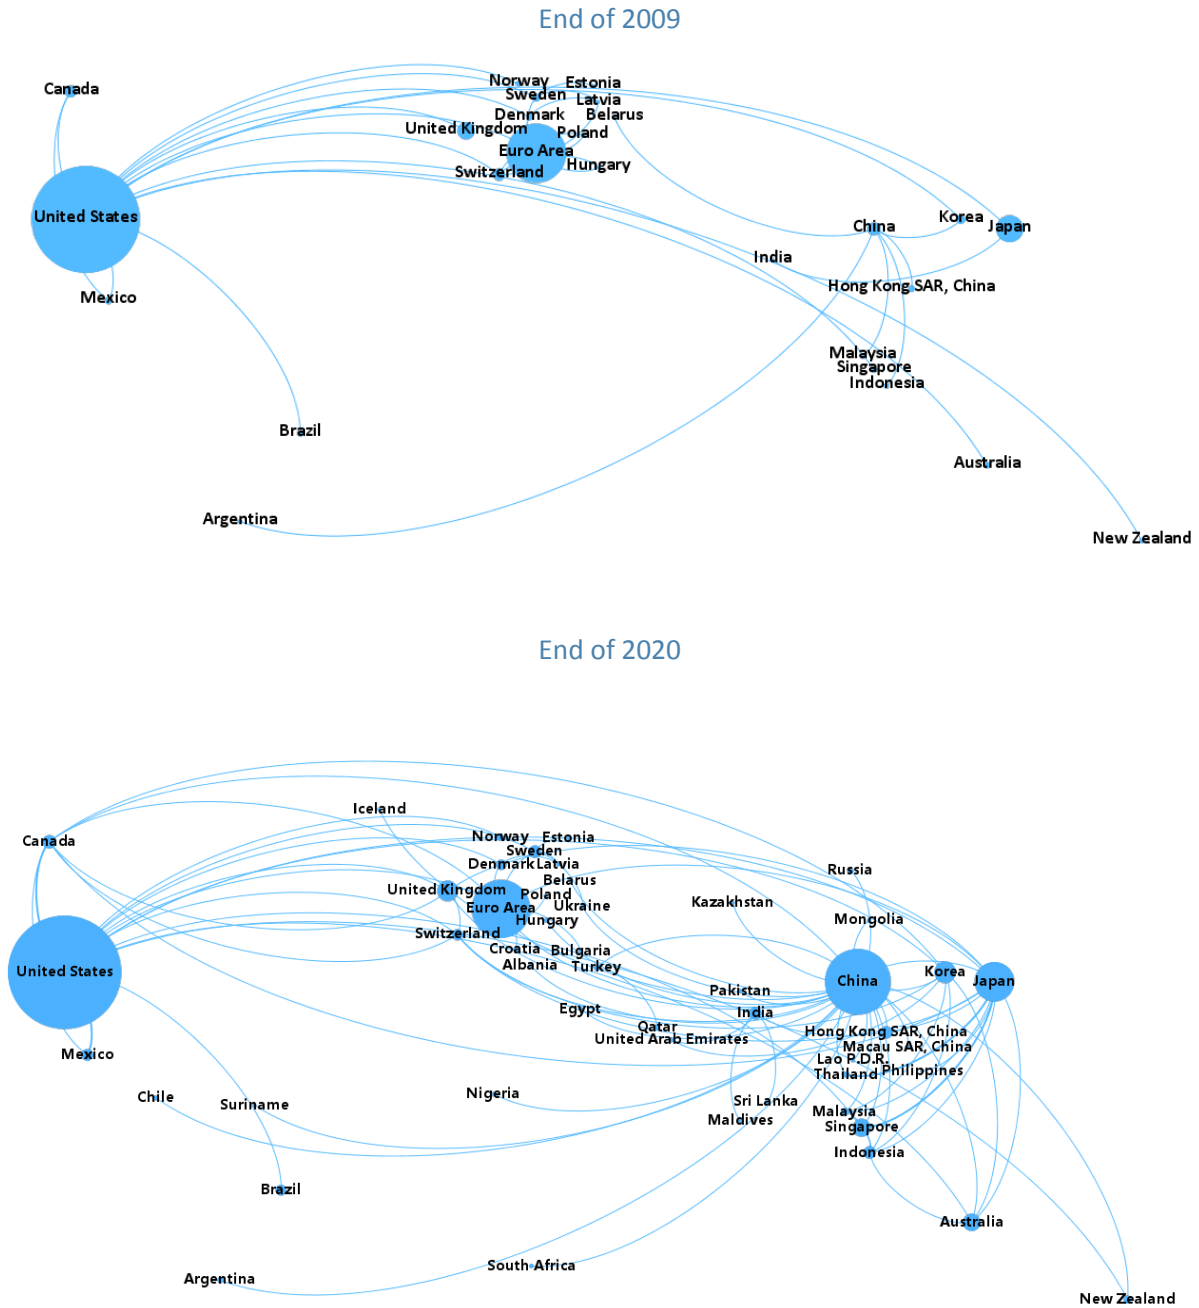 End of 2009
Canada
Norway
Estonia
Sweden
Latvia
Denmark
Belarus
United Kingdom
Poland
Euro Area
Hungary
Switzerland
United States
Korea
China
Japan
India
Hong Kong SAR, China
Mexico
Malaysia
Singapore
Indonesia
Brazil
Australia
Argentina
New Zealand
End of 2020
Iceland
Canada
Norway
Estonia
Sweden
Denmark
Latvia
Russia
Belarus
United Kingdom
Poland
Kazakhstan
Euro Area
Ukraine
Hungary
Mongolia
Switzerland
Croatia
Bulgaria
Albania
Turkey
United States
Korea
China
Japan
Pakistan
Egypt
India
Qatar
Hong Kong SAR, China
United Arab Emirates
Macau SAR, China
Mexico
Lao P.D.R.
Thailand
Philippines
Chile
Suriname
Nigeria
Sri Lanka
Maldives
Malaysia
Singapore
Indonesia
Brazil
Australia
South Africa
Argentina
New Zealand